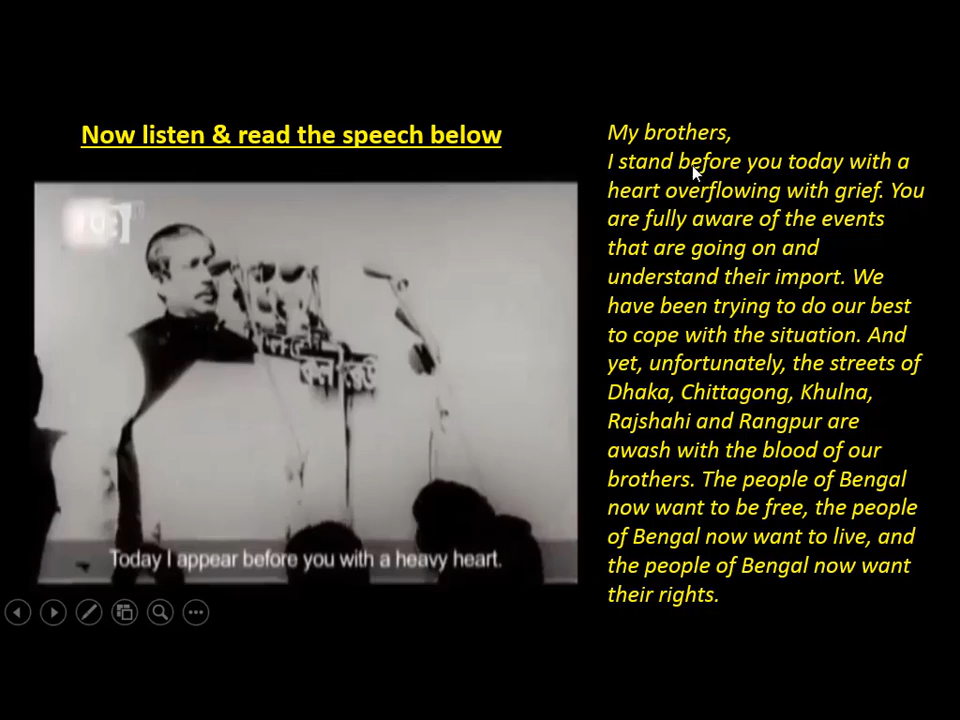 Now listen & read the speech below
Today I appear before you with a heavy heart.
My brothers,
I stand before you today with a
heart overflowing with grief. You
are fully aware of the events
that are going on and
understand their import. We
have been trying to do our best
to cope with the situation. And
yet, unfortunately, the streets of
Dhaka, Chittagong, Khulna,
Rajshahi and Rangpur are
awash with the blood of our
brothers. The people of Bengal
now want to be free, the people
of Bengal now want to live, and
the people of Bengal now want
their rights.